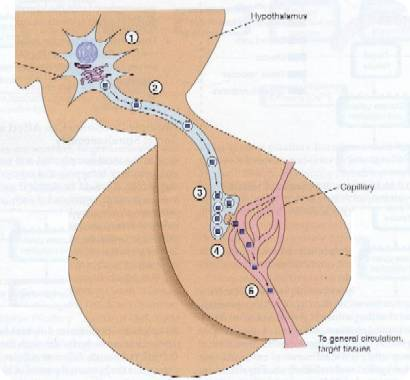 Hypothalamus
1
2
3
Capillary
4
5
To general circulation,
target tissues